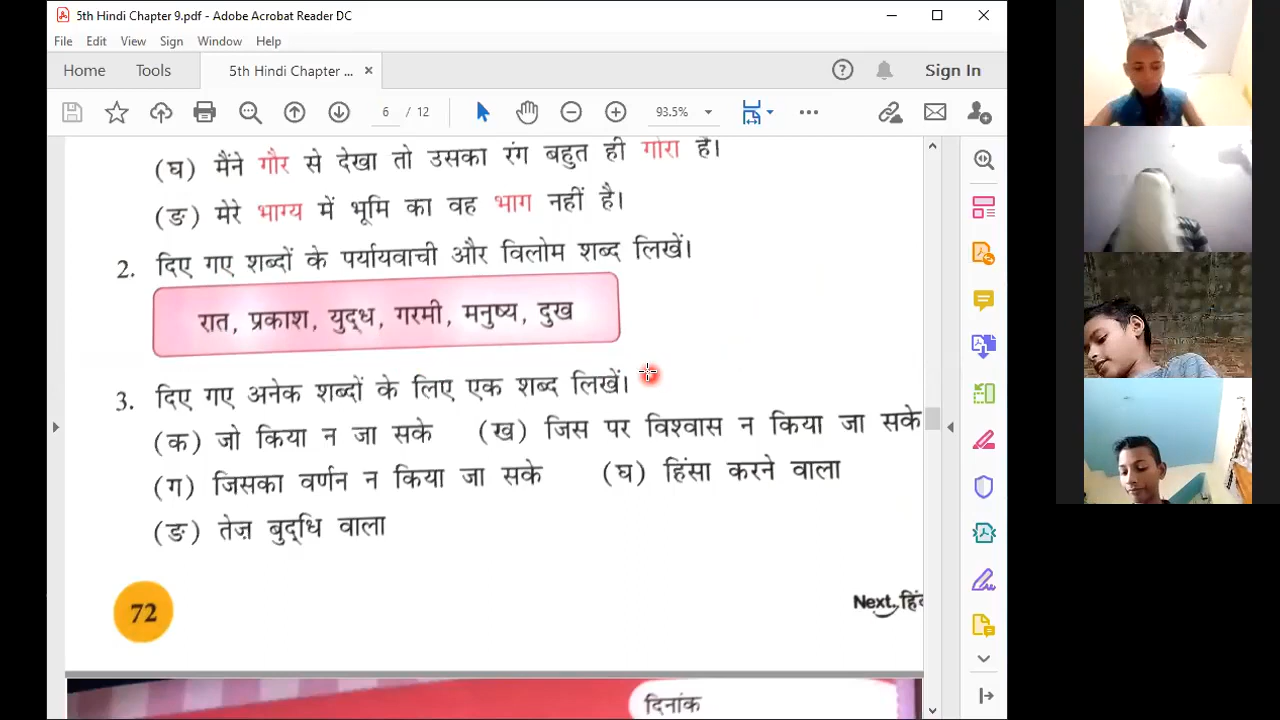 5th Hindi Chapter 9.pdf - Adobe Acrobat Reader DC
File Edit View Sign Window Help
Home Tools 5th Hindi Chapter ... Sign In
6 / 12 93.5%
(घ) मैंने गौर से देखा तो उसका रंग बहुत ही गोरा है।
(ङ) मेरे भाग्य में भूमि का वह भाग नहीं है।
2. दिए गए शब्दों के पर्यायवाची और विलोम शब्द लिखें।
रात, प्रकाश, युद्ध, गरमी, मनुष्य, दुख
3. दिए गए अनेक शब्दों के लिए एक शब्द लिखें।
(क) जो किया न जा सके (ख) जिस पर विश्वास न किया जा सके
(ग) जिसका वर्णन न किया जा सके (घ) हिंसा करने वाला
(ङ) तेज़ बुद्धि वाला
72
Next
दिनांक